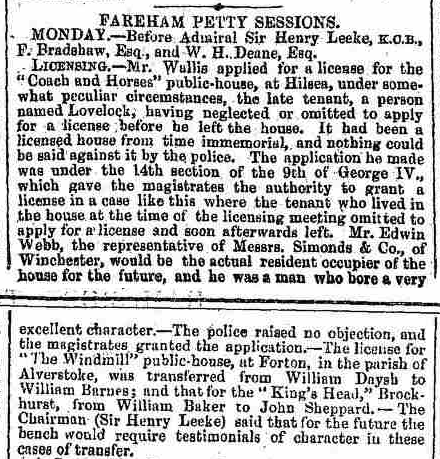 FAREHAM PETTY SESSIONS.
MONDAY.—Before Admiral Sir Henry Leeke, K.C.B.,
F. Bradshaw, Esq., and W. H. Deane, Esq.
LICENSING.—Mr. Wallis applied for a license for the
"Coach and Horses" public-house, at Hilsea, under some-
what peculiar circumstances, the late tenant, a person
named Lovelock, having neglected or omitted to apply
for a license before he left the house. It had been a
licensed house from time immemorial, and nothing could
be said against it by the police. The application he made
was under the 14th section of the 9th of George IV.,
which gave the magistrates the authority to grant a
license in a case like this where the tenant who lived in
the house at the time of the licensing meeting omitted to
apply for a license and soon afterwards left. Mr. Edwin
Webb, the representative of Messrs. Simonds & Co., of
Winchester, would be the actual resident occupier of the
house for the future, and he was a man who bore a very
excellent character.—The police raised no objection, and
the magistrates granted the application.—The license for
"The Windmill" public-house, at Forton, in the parish of
Alverstoke, was transferred from William Daysh to
William Barnes; and that for the "King's Head," Brock-
hurst, from William Baker to John Sheppard.—The
Chairman (Sir Henry Leeke) said that for the future the
bench would require testimonials of character in these
cases of transfer.